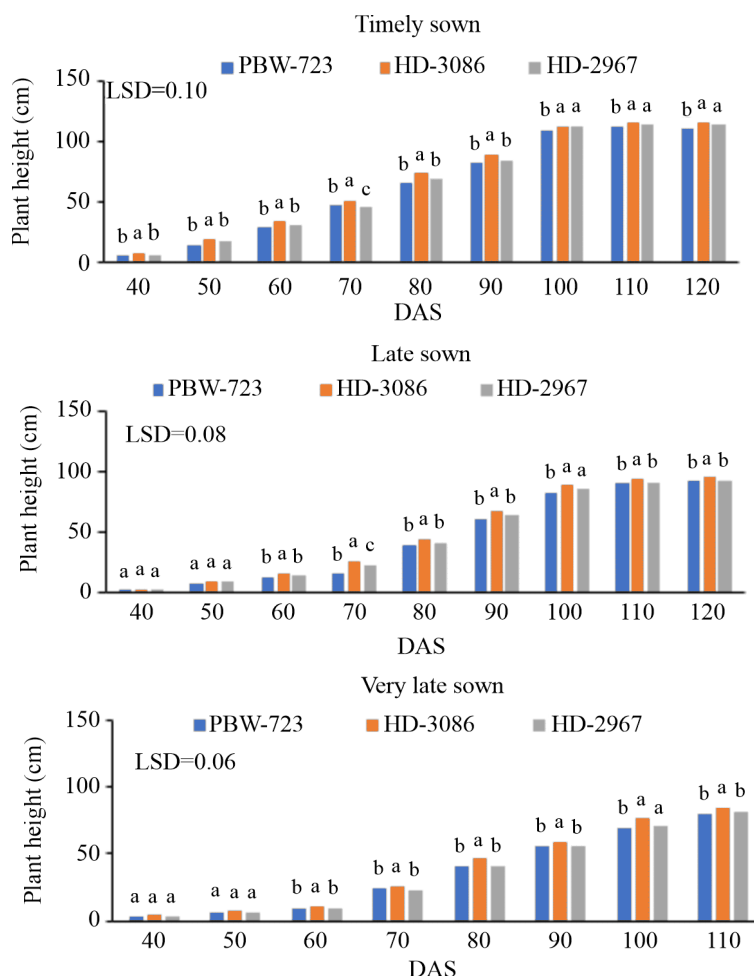 Timely sown
PBW-723 HD-3086 HD-2967
150
LSD=0.10
Plant height (cm)
100
50
0
b a b b a b b a b b a c b a b b a b b a a b a a b a a
40 50 60 70 80 90 100 110 120
DAS
Late sown
PBW-723 HD-3086 HD-2967
150
LSD=0.08
Plant height (cm)
100
50
0
a a a a a a b a b b a c b a b b a b b a a b a b b a b
40 50 60 70 80 90 100 110 120
DAS
Very late sown
PBW-723 HD-3086 HD-2967
150
LSD=0.06
Plant height (cm)
100
50
0
a a a a a a b a b b a b b a b b a b b a a b a b
40 50 60 70 80 90 100 110
DAS